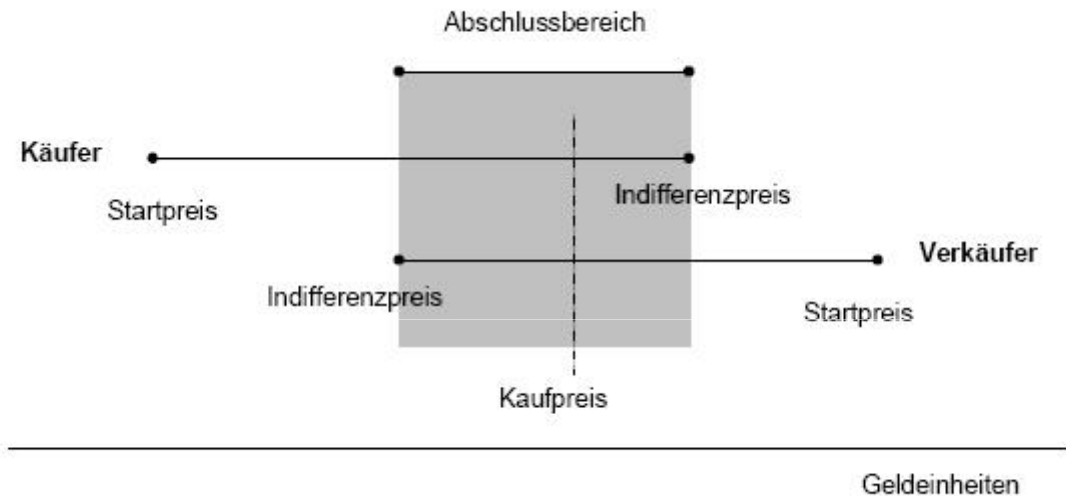 Abschlussbereich
Käufer
Startpreis
Indifferenzpreis
Verkäufer
Indifferenzpreis
Startpreis
Kaufpreis
Geldeinheiten